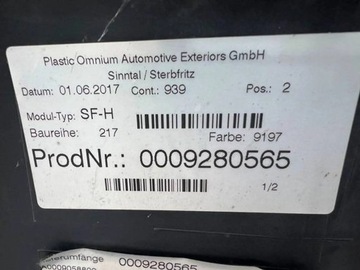 Plastic Omnium Automotive Exteriors GmbH
Sinntal / Sterbfritz
Datum: 01.06.2017 Cont.: 939 Pos.: 2
Modul-Typ: SF-H
Baureihe: 217 Farbe: 9197
ProdNr.: 0009280565
1/2
0009280565